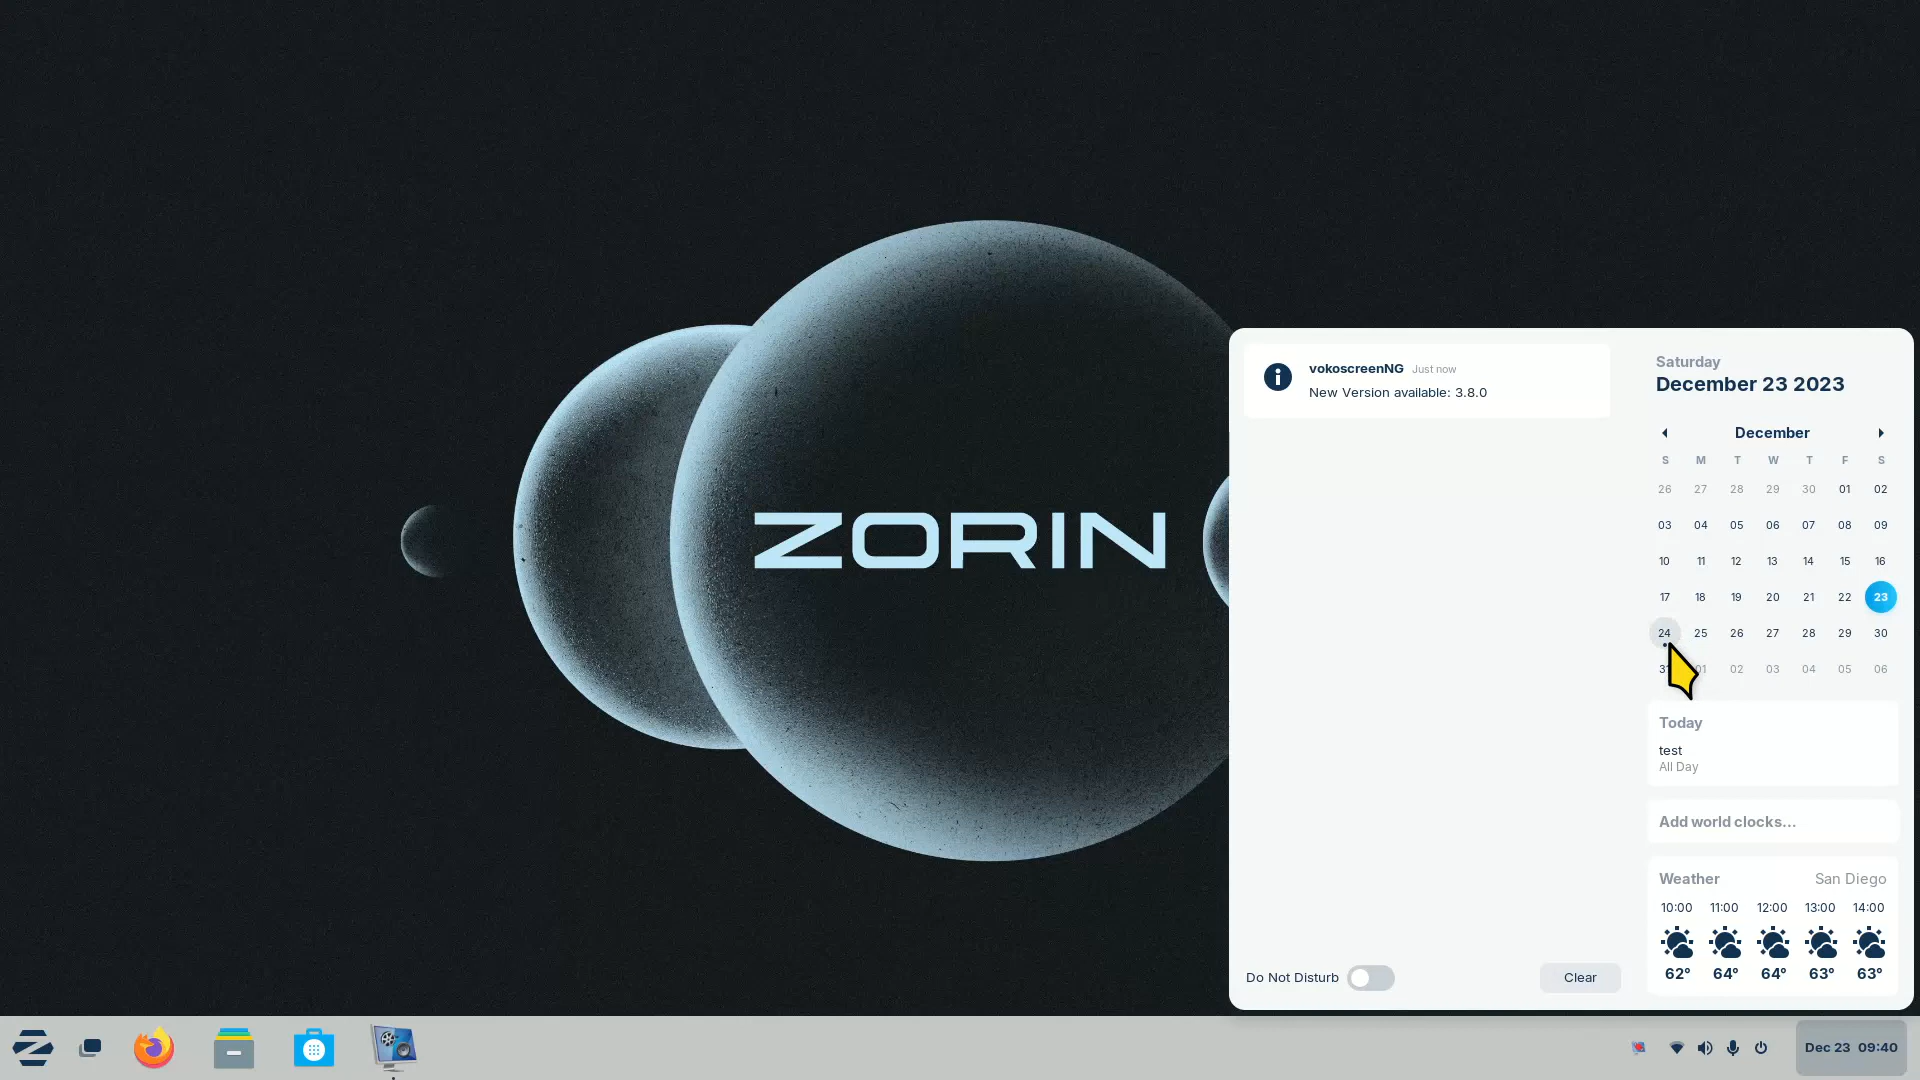 ZORIN
vokoscreenNG Just now
New Version available: 3.8.0
Do Not Disturb
Clear
Saturday
December 23 2023
December
S M T W T F S
26 27 28 29 30 01 02
03 04 05 06 07 08 09
10 11 12 13 14 15 16
17 18 19 20 21 22 23
24 25 26 27 28 29 30
31 01 02 03 04 05 06
Today
test
All Day
Add world clocks...
Weather San Diego
10:00 11:00 12:00 13:00 14:00
62° 64° 64° 63° 63°
Dec 23 09:40